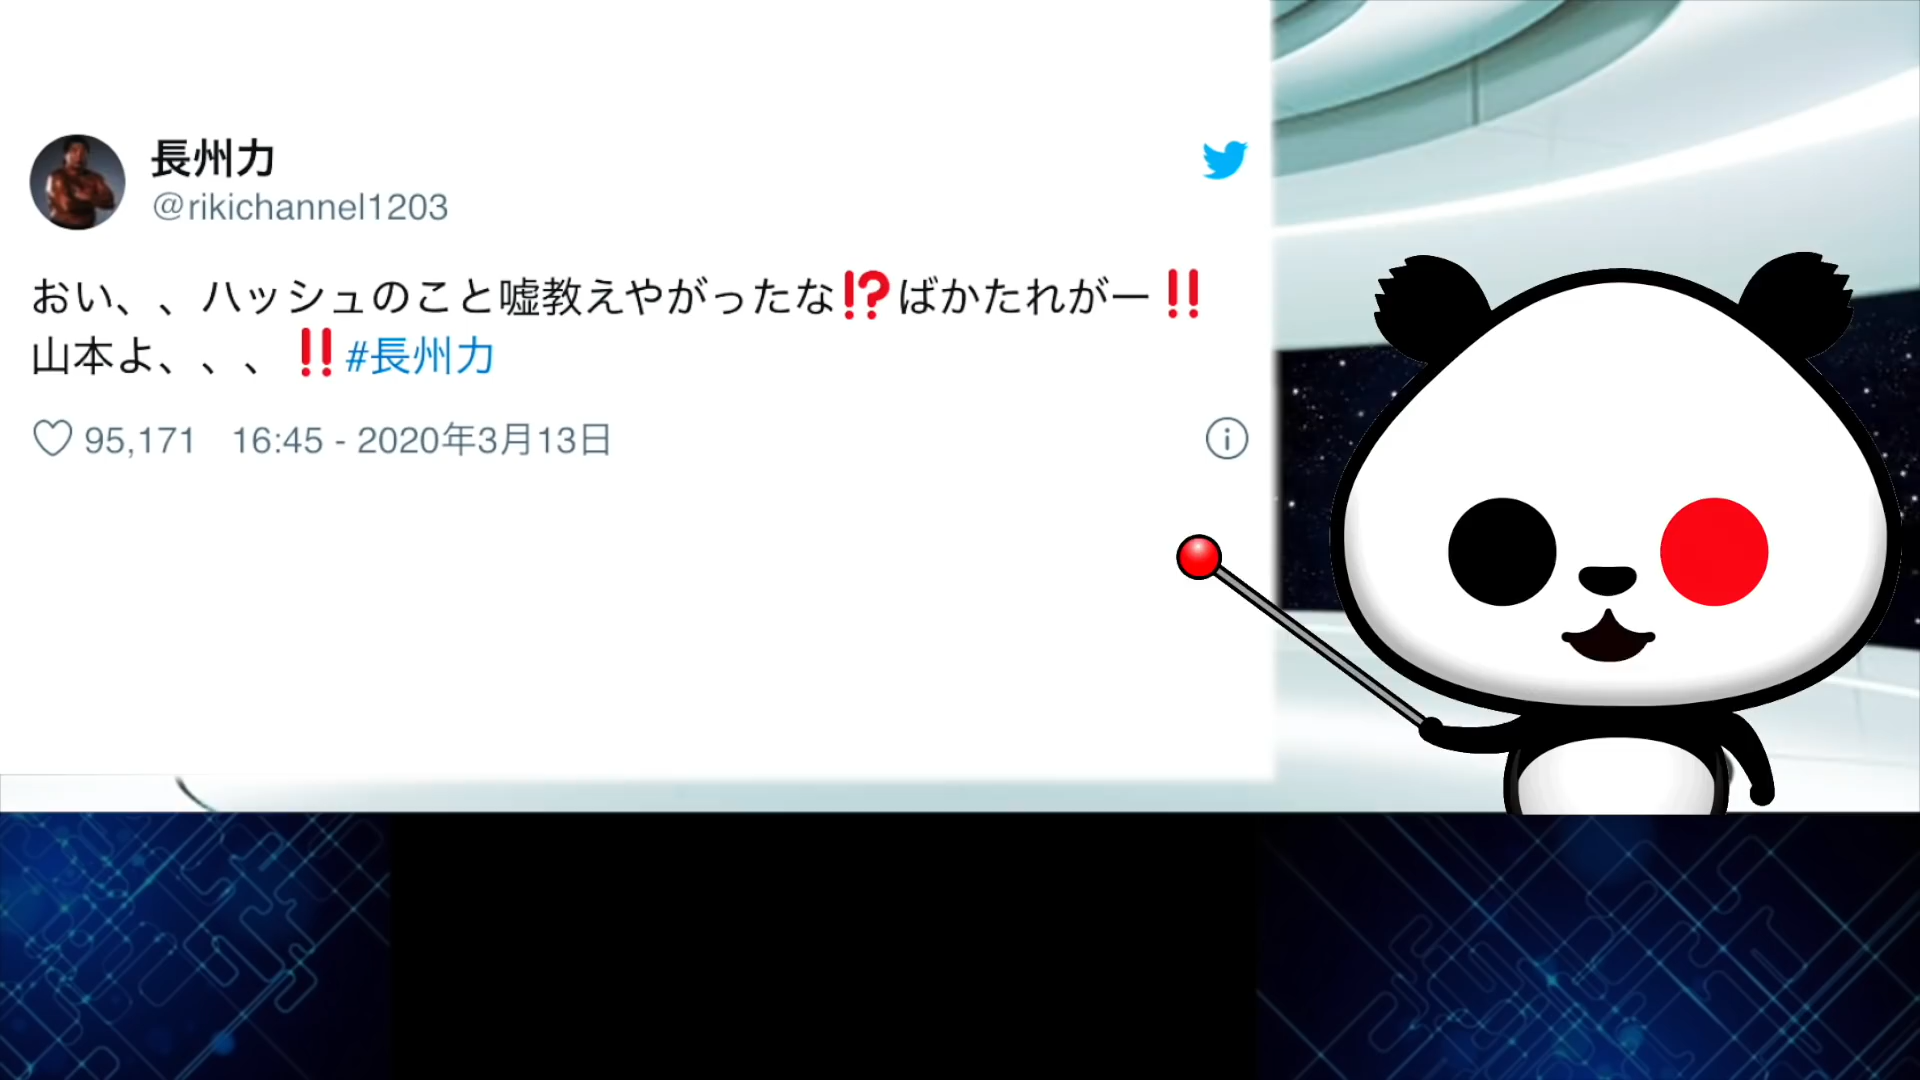 長州力
@rikichannel1203
おい、、ハッシュのこと嘘教えやがったな⁉️ばかたれがー‼️
山本よ、、、‼️#長州力
95,171 16:45 - 2020年3月13日